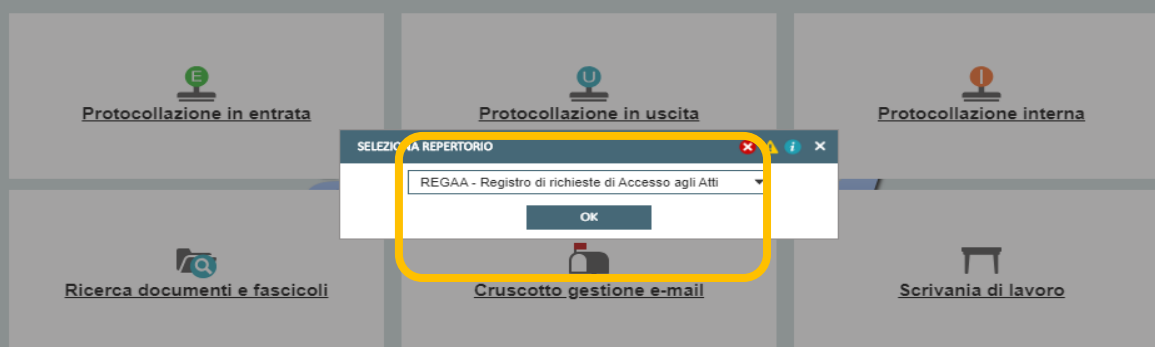 E
U
I
Protocollazione in entrata
Protocollazione in uscita
Protocollazione interna
SELEZIONA REPERTORIO
REGAA - Registro di richieste di Accesso agli Atti
OK
Ricerca documenti e fascicoli
Cruscotto gestione e-mail
Scrivania di lavoro